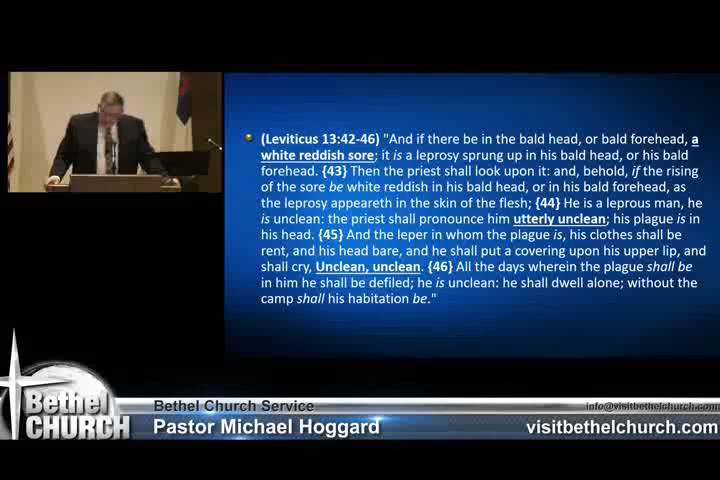 (Leviticus 13:42-46) "And if there be in the bald head, or bald forehead, a
white reddish sore; it is a leprosy sprung up in his bald head, or his bald
forehead. {43} Then the priest shall look upon it: and, behold, if the rising
of the sore be white reddish in his bald head, or in his bald forehead, as
the leprosy appeareth in the skin of the flesh; {44} He is a leprous man, he
is unclean: the priest shall pronounce him utterly unclean; his plague is in
his head. {45} And the leper in whom the plague is, his clothes shall be
rent, and his head bare, and he shall put a covering upon his upper lip, and
shall cry, Unclean, unclean. {46} All the days wherein the plague shall be
in him he shall be defiled; he is unclean: he shall dwell alone; without the
camp shall his habitation be."
Bethel
CHURCH
Bethel Church Service
info@visitbethelchurch.com
Pastor Michael Hoggard
visitbethelchurch.com